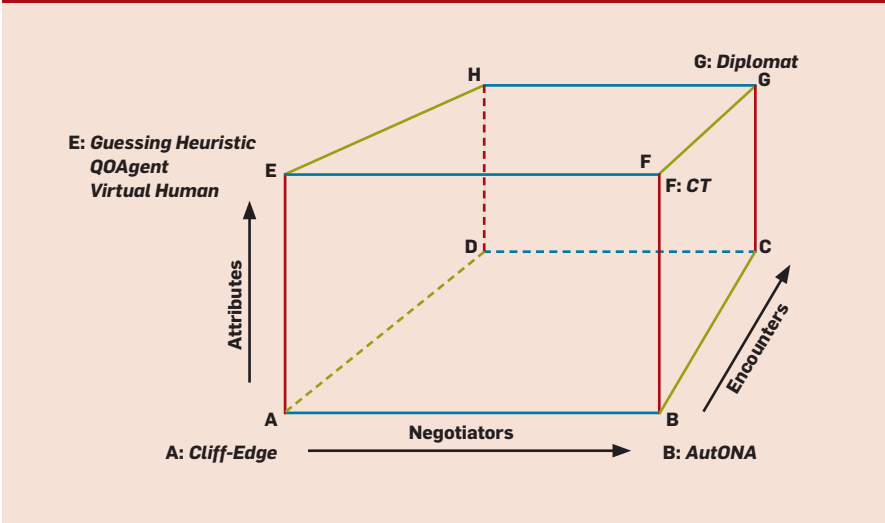 G: Diplomat
H
G
E: Guessing Heuristic
QOAgent
Virtual Human
E
F
F: CT
D
C
Attributes
Encounters
A
B
Negotiators
A: Cliff-Edge
B: AutONA